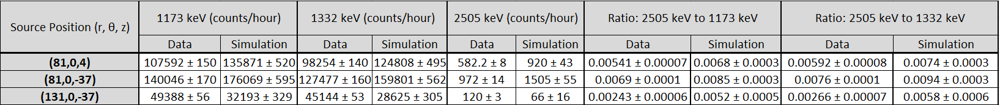 Source Position (r, θ, z) 1173 keV (counts/hour) 1332 keV (counts/hour) 2505 keV (counts/hour) Ratio: 2505 keV to 1173 keV Ratio: 2505 keV to 1332 keV
Data Simulation Data Simulation Data Simulation Data Simulation Data Simulation
(81,0,4) 107592 ± 150 135871 ± 520 98254 ± 140 124808 ± 495 582.2 ± 8 920 ± 43 0.00541 ± 0.00007 0.0068 ± 0.0003 0.00592 ± 0.00008 0.0074 ± 0.0003
(81,0,-37) 140046 ± 170 176069 ± 595 127477 ± 160 159801 ± 562 972 ± 14 1505 ± 55 0.0069 ± 0.0001 0.0085 ± 0.0003 0.0076 ± 0.0001 0.0094 ± 0.0003
(131,0,-37) 49388 ± 56 32193 ± 329 45144 ± 53 28625 ± 305 120 ± 3 66 ± 16 0.00243 ± 0.00006 0.0052 ± 0.0005 0.00266 ± 0.00007 0.0058 ± 0.0006